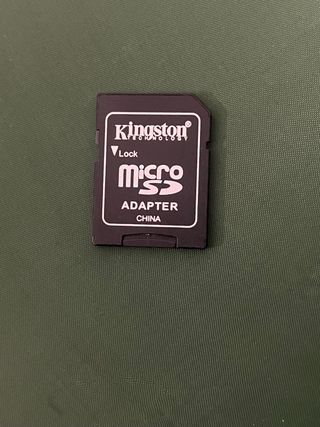 Kingston
TECHNOLOGY
Lock
micro
SD
ADAPTER
CHINA